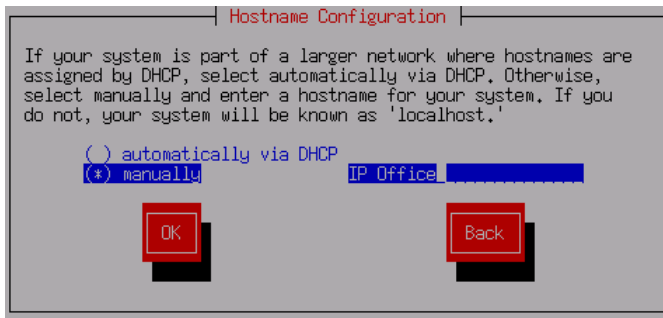 Hostname Configuration
If your system is part of a larger network where hostnames are
assigned by DHCP, select automatically via DHCP. Otherwise,
select manually and enter a hostname for your system. If you
do not, your system will be known as 'localhost.'
( ) automatically via DHCP
(*) manually IP Office_
OK Back